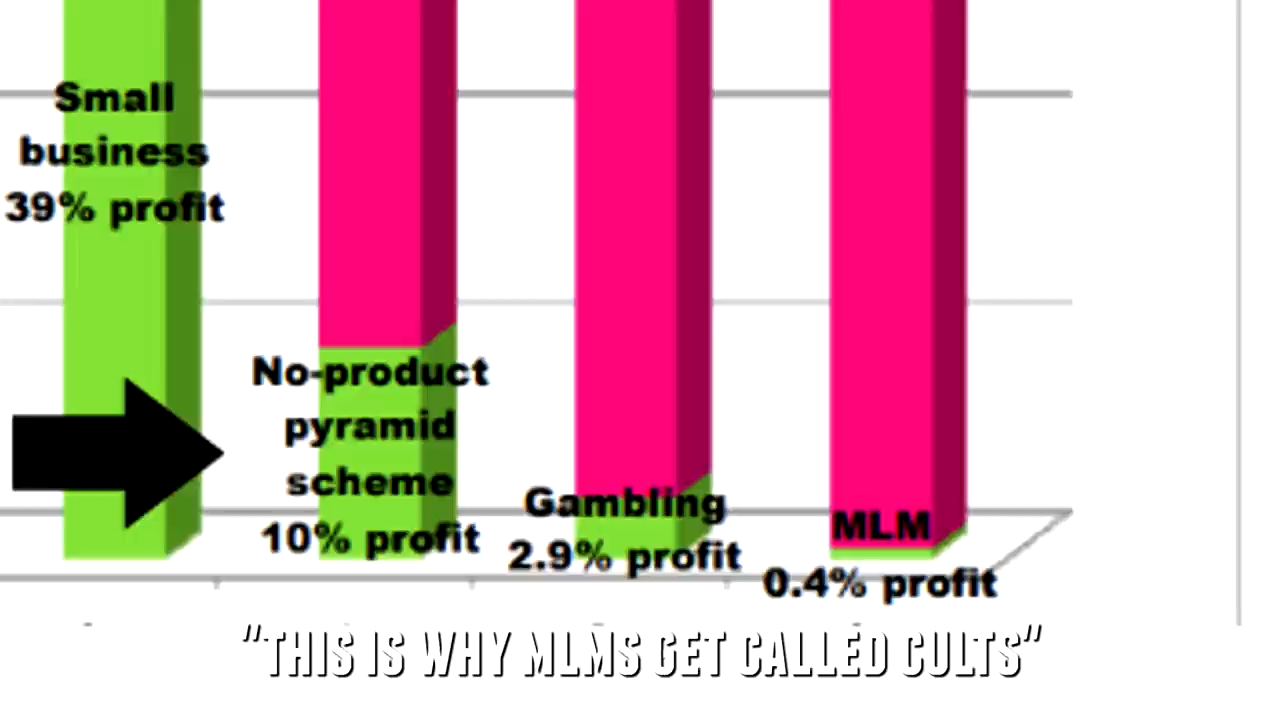 Small
business
39% profit
No-product
pyramid
scheme
10% profit
Gambling
2.9% profit
MLM
0.4% profit
"THIS IS WHY MLMS GET CALLED CULTS"